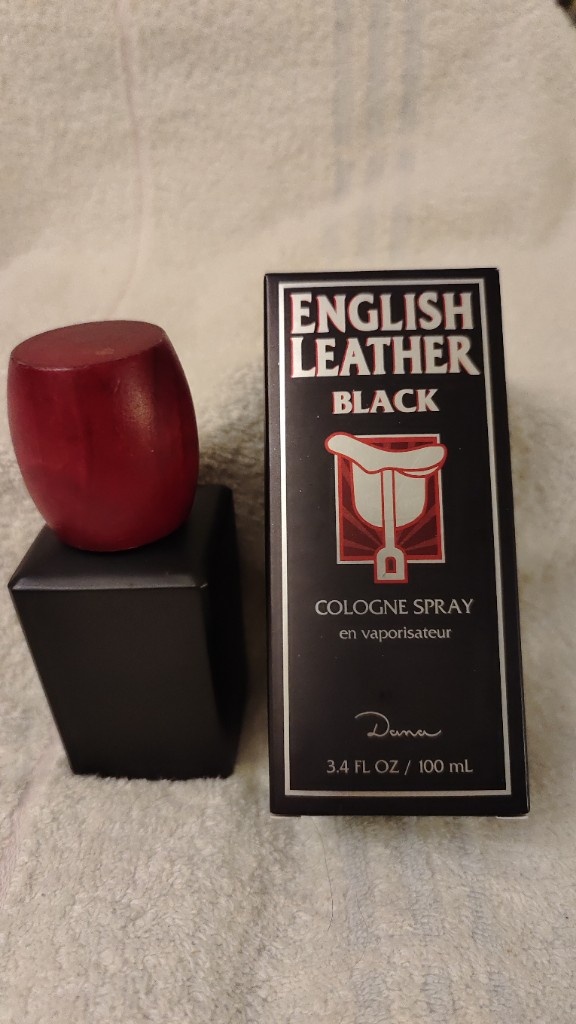 ENGLISH
LEATHER
BLACK
COLOGNE SPRAY
en vaporisateur
Dana
3.4 FL OZ / 100 mL